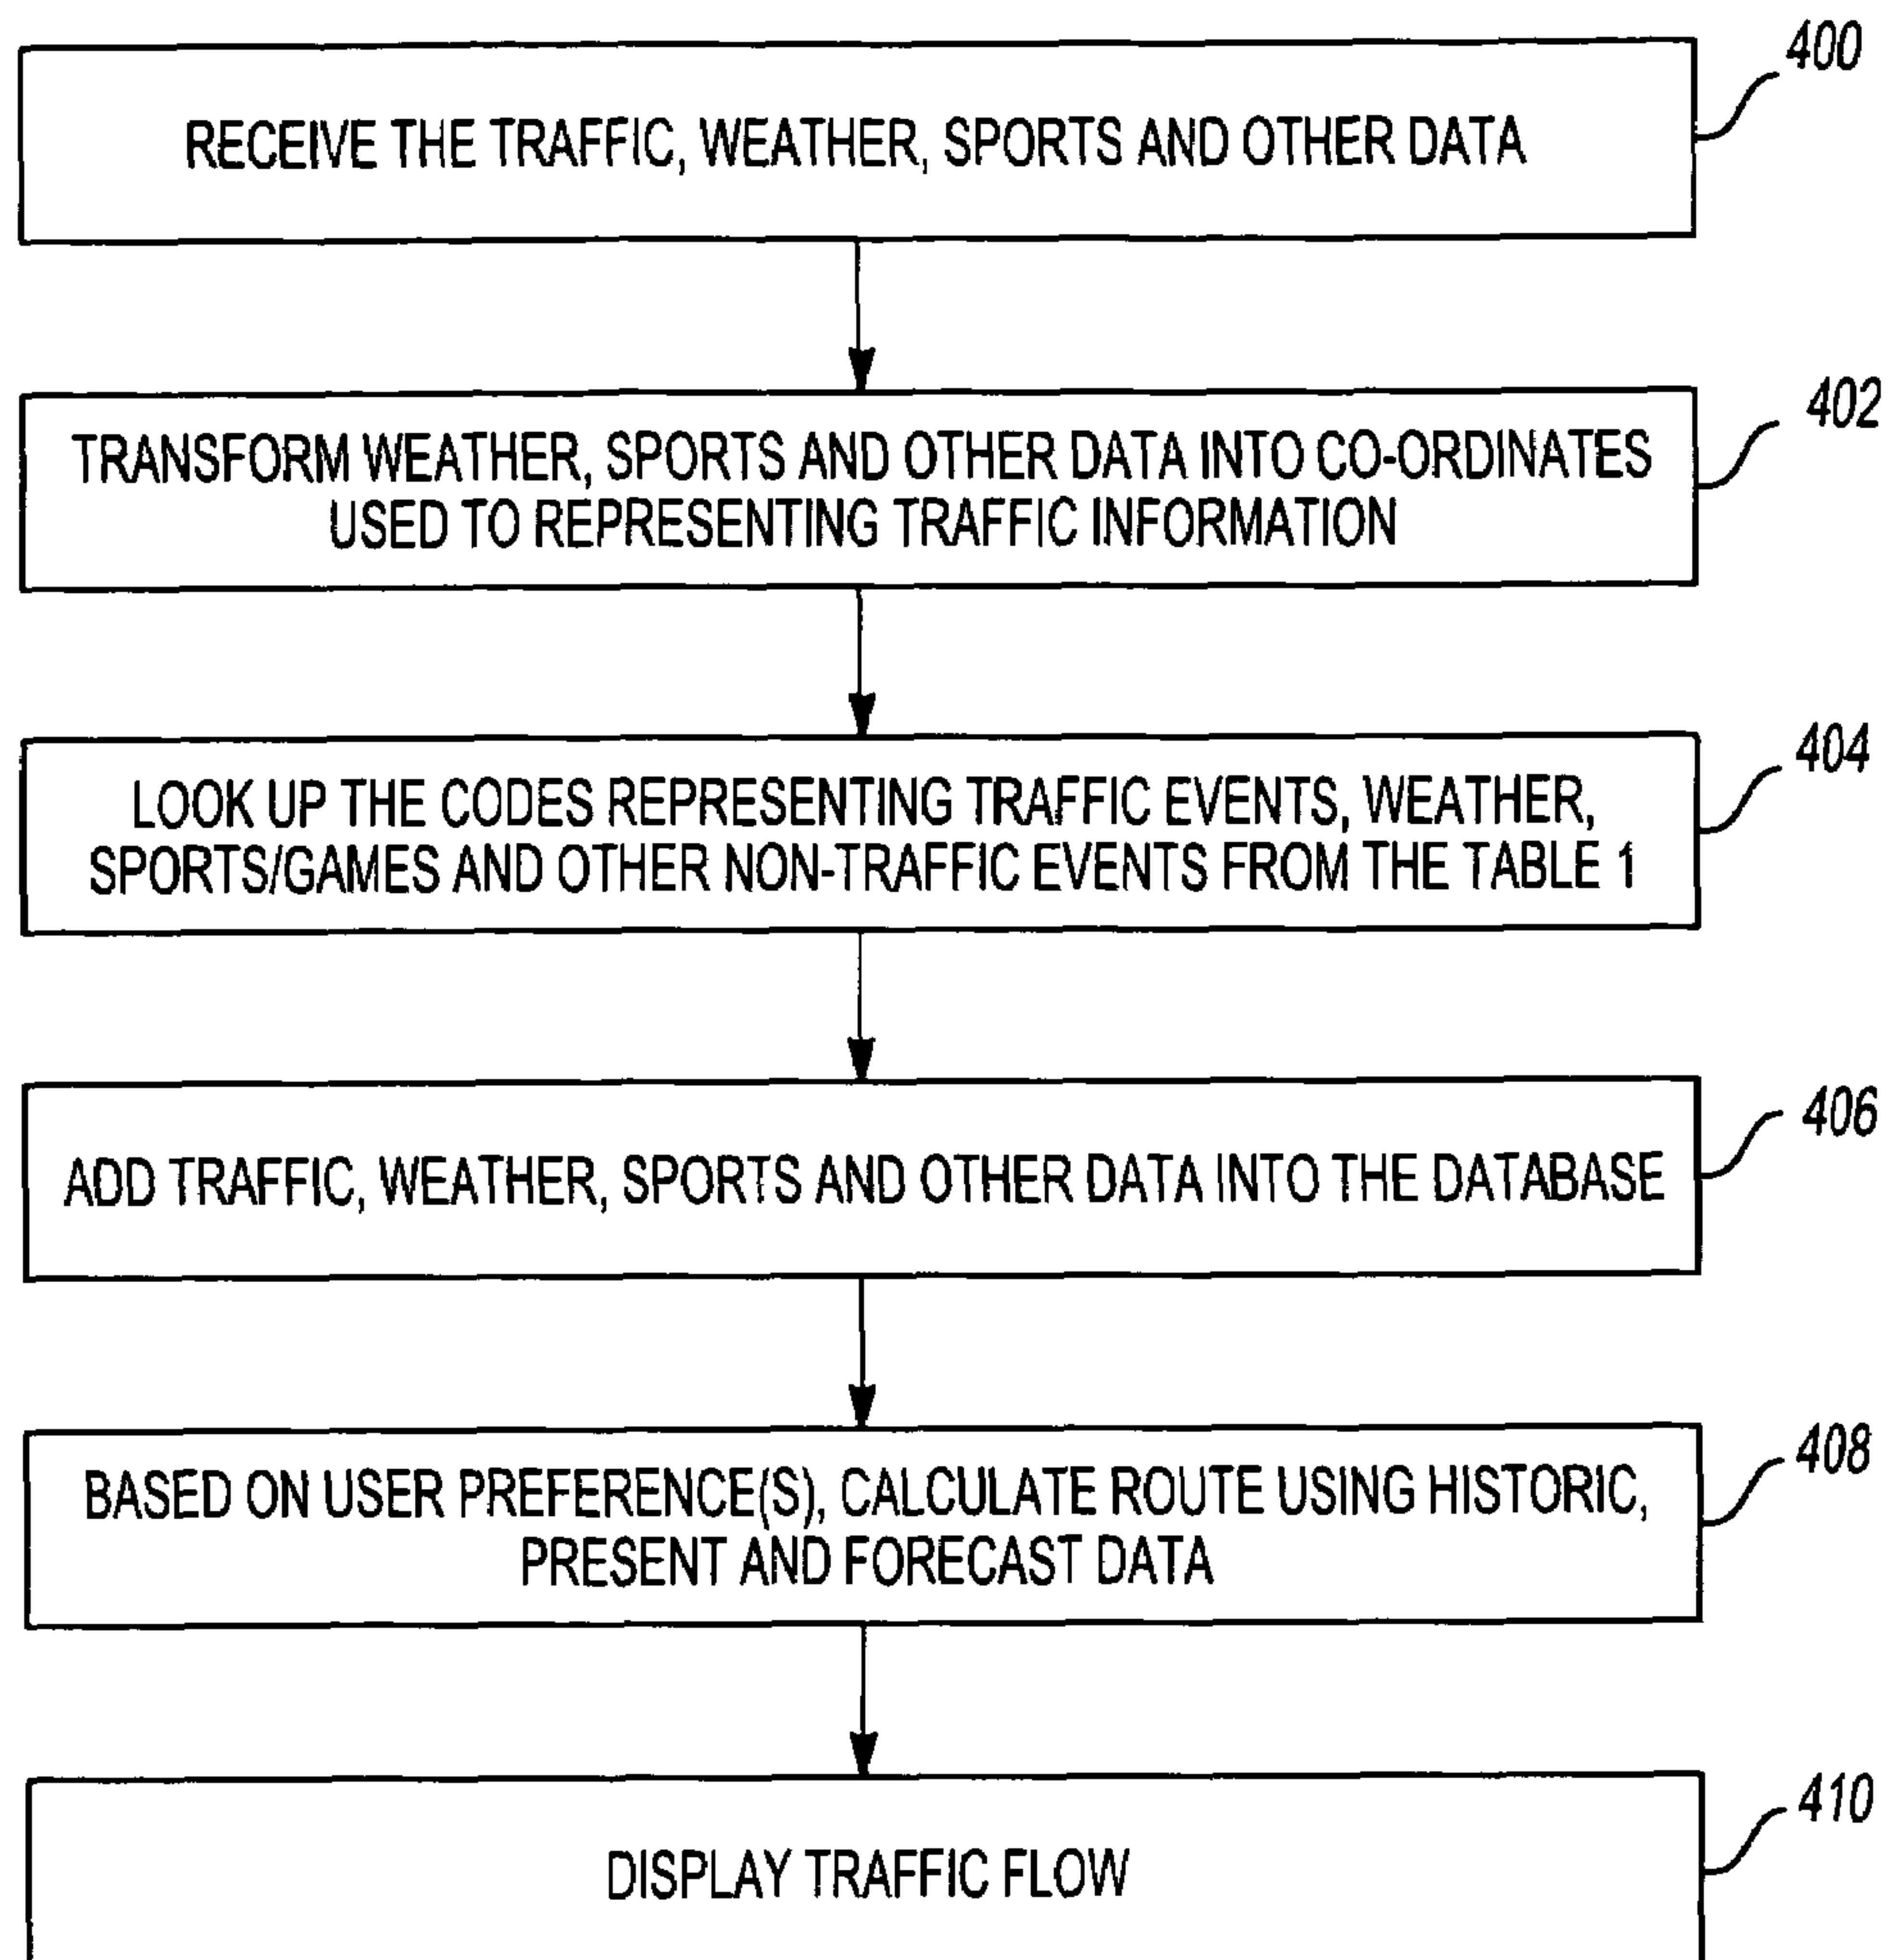 400
RECEIVE THE TRAFFIC, WEATHER, SPORTS AND OTHER DATA
402
TRANSFORM WEATHER, SPORTS AND OTHER DATA INTO CO-ORDINATES
USED TO REPRESENTING TRAFFIC INFORMATION
404
LOOK UP THE CODES REPRESENTING TRAFFIC EVENTS, WEATHER,
SPORTS/GAMES AND OTHER NON-TRAFFIC EVENTS FROM THE TABLE 1
406
ADD TRAFFIC, WEATHER, SPORTS AND OTHER DATA INTO THE DATABASE
408
BASED ON USER PREFERENCE(S), CALCULATE ROUTE USING HISTORIC,
PRESENT AND FORECAST DATA
410
DISPLAY TRAFFIC FLOW